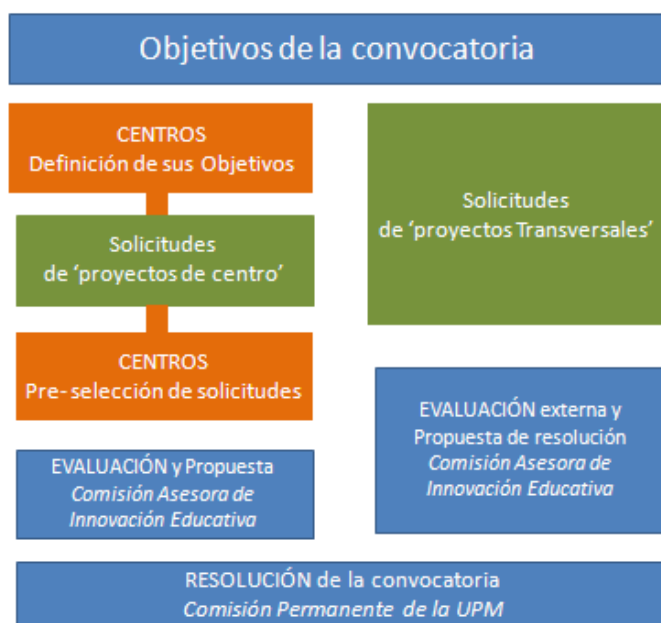 Objetivos de la convocatoria
CENTROS
Definición de sus Objetivos
Solicitudes
de ‘proyectos de centro’
CENTROS
Pre- selección de solicitudes
EVALUACIÓN y Propuesta
Comisión Asesora de
Innovación Educativa
Solicitudes
de ‘proyectos Transversales’
EVALUACIÓN externa y
Propuesta de resolución
Comisión Asesora de
Innovación Educativa
RESOLUCIÓN de la convocatoria
Comisión Permanente de la UPM